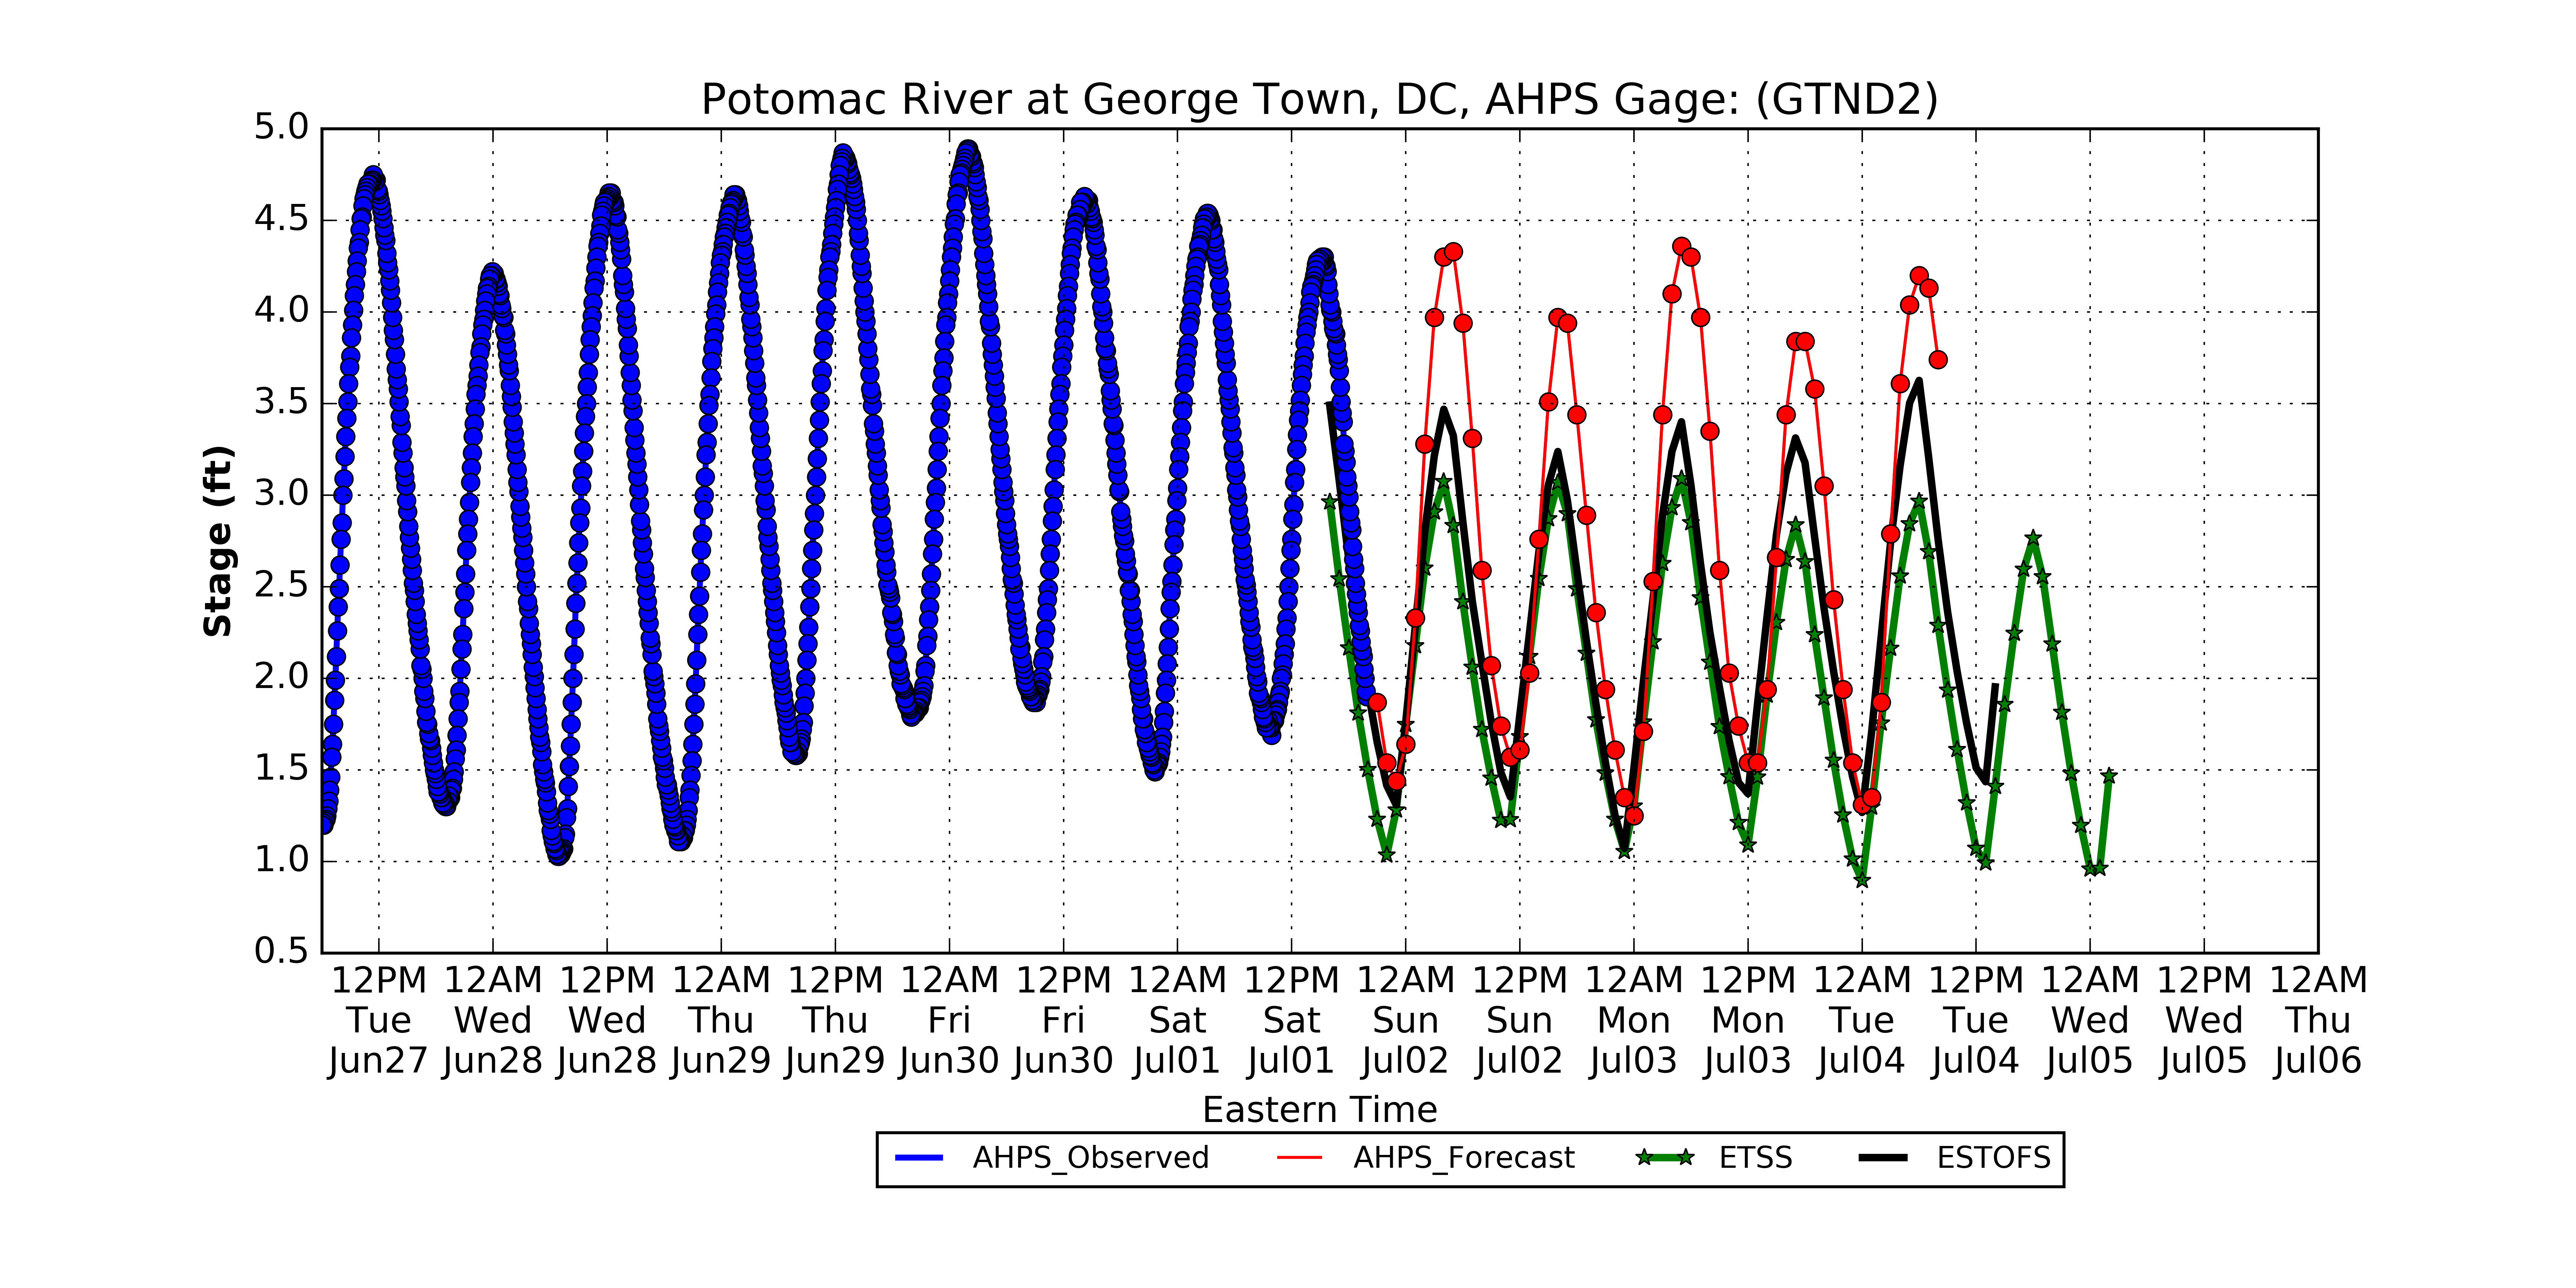 Potomac River at George Town, DC, AHPS Gage: (GTND2)
5.0
4.5
4.0
3.5
3.0
2.5
2.0
1.5
1.0
0.5
Stage (ft)
12PM 12AM 12PM 12AM 12PM 12AM 12PM 12AM 12PM 12AM 12PM 12AM 12PM 12AM 12PM 12AM 12PM 12AM
Tue Wed Wed Thu Thu Fri Fri Sat Sat Sun Sun Mon Mon Tue Tue Wed Wed Thu
Jun27 Jun28 Jun28 Jun29 Jun29 Jun30 Jun30 Jul01 Jul01 Jul02 Jul02 Jul03 Jul03 Jul04 Jul04 Jul05 Jul05 Jul06
Eastern Time
AHPS_Observed AHPS_Forecast ETSS ESTOFS